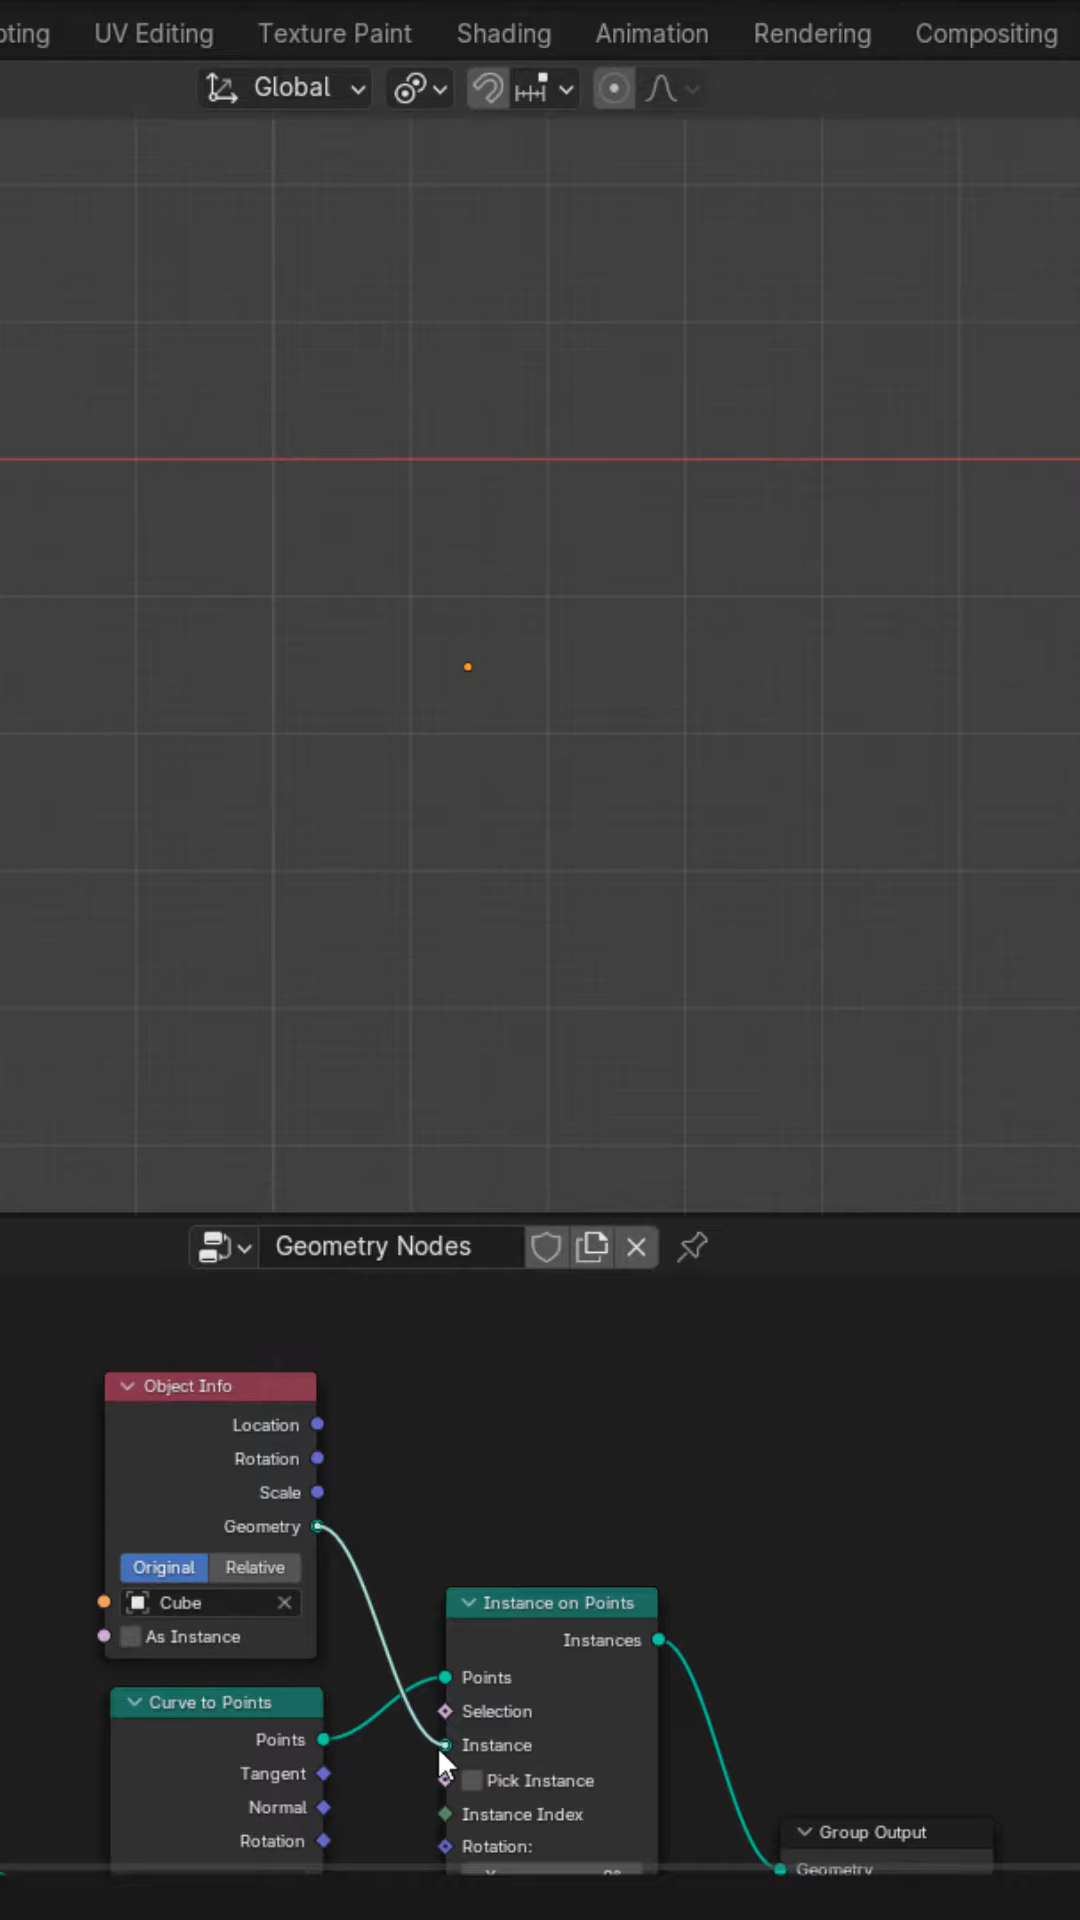 oting UV Editing Texture Paint Shading Animation Rendering Compositing
Global
Geometry Nodes
Object Info
Location
Rotation
Scale
Geometry
Original Relative
Cube
As Instance
Instance on Points
Instances
Points
Selection
Instance
Pick Instance
Instance Index
Rotation:
Curve to Points
Points
Tangent
Normal
Rotation
Group Output
Geometry